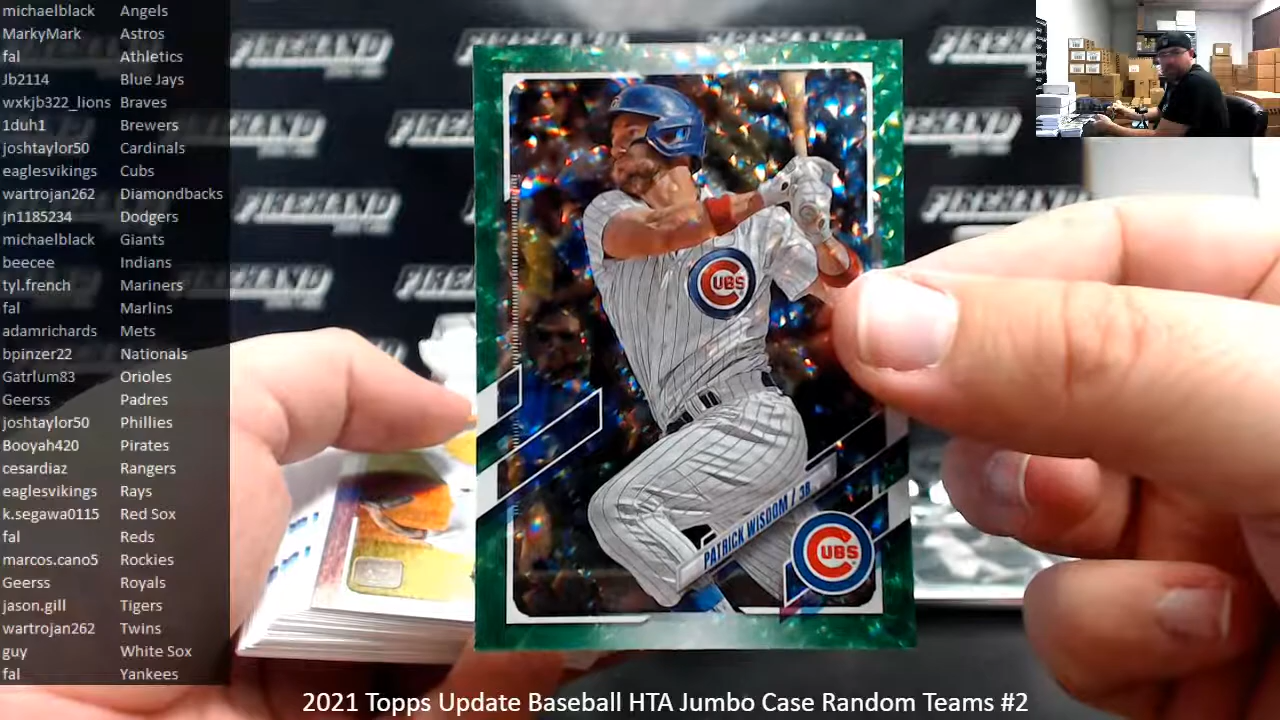 michaelblack Angels
MarkyMark Astros
fal Athletics
Jb2114 Blue Jays
wxkjb322_lions Braves
1duh1 Brewers
joshtaylor50 Cardinals
eaglesvikings Cubs
wartrojan262 Diamondbacks
jn1185234 Dodgers
michaelblack Giants
beecee Indians
tyl.french Mariners
fal Marlins
adamrichards Mets
bpinzer22 Nationals
Gatrlum83 Orioles
Geerss Padres
joshtaylor50 Phillies
Booyah420 Pirates
cesardiaz Rangers
eaglesvikings Rays
k.segawa0115 Red Sox
fal Reds
marcos.cano5 Rockies
Geerss Royals
jason.gill Tigers
wartrojan262 Twins
guy White Sox
fal Yankees
FIREHAND
FIREHAND
FIREHAND
FIREHAND
CUBS
PATRICK WISDOM / 3B
CUBS
2021 Topps Update Baseball HTA Jumbo Case Random Teams #2